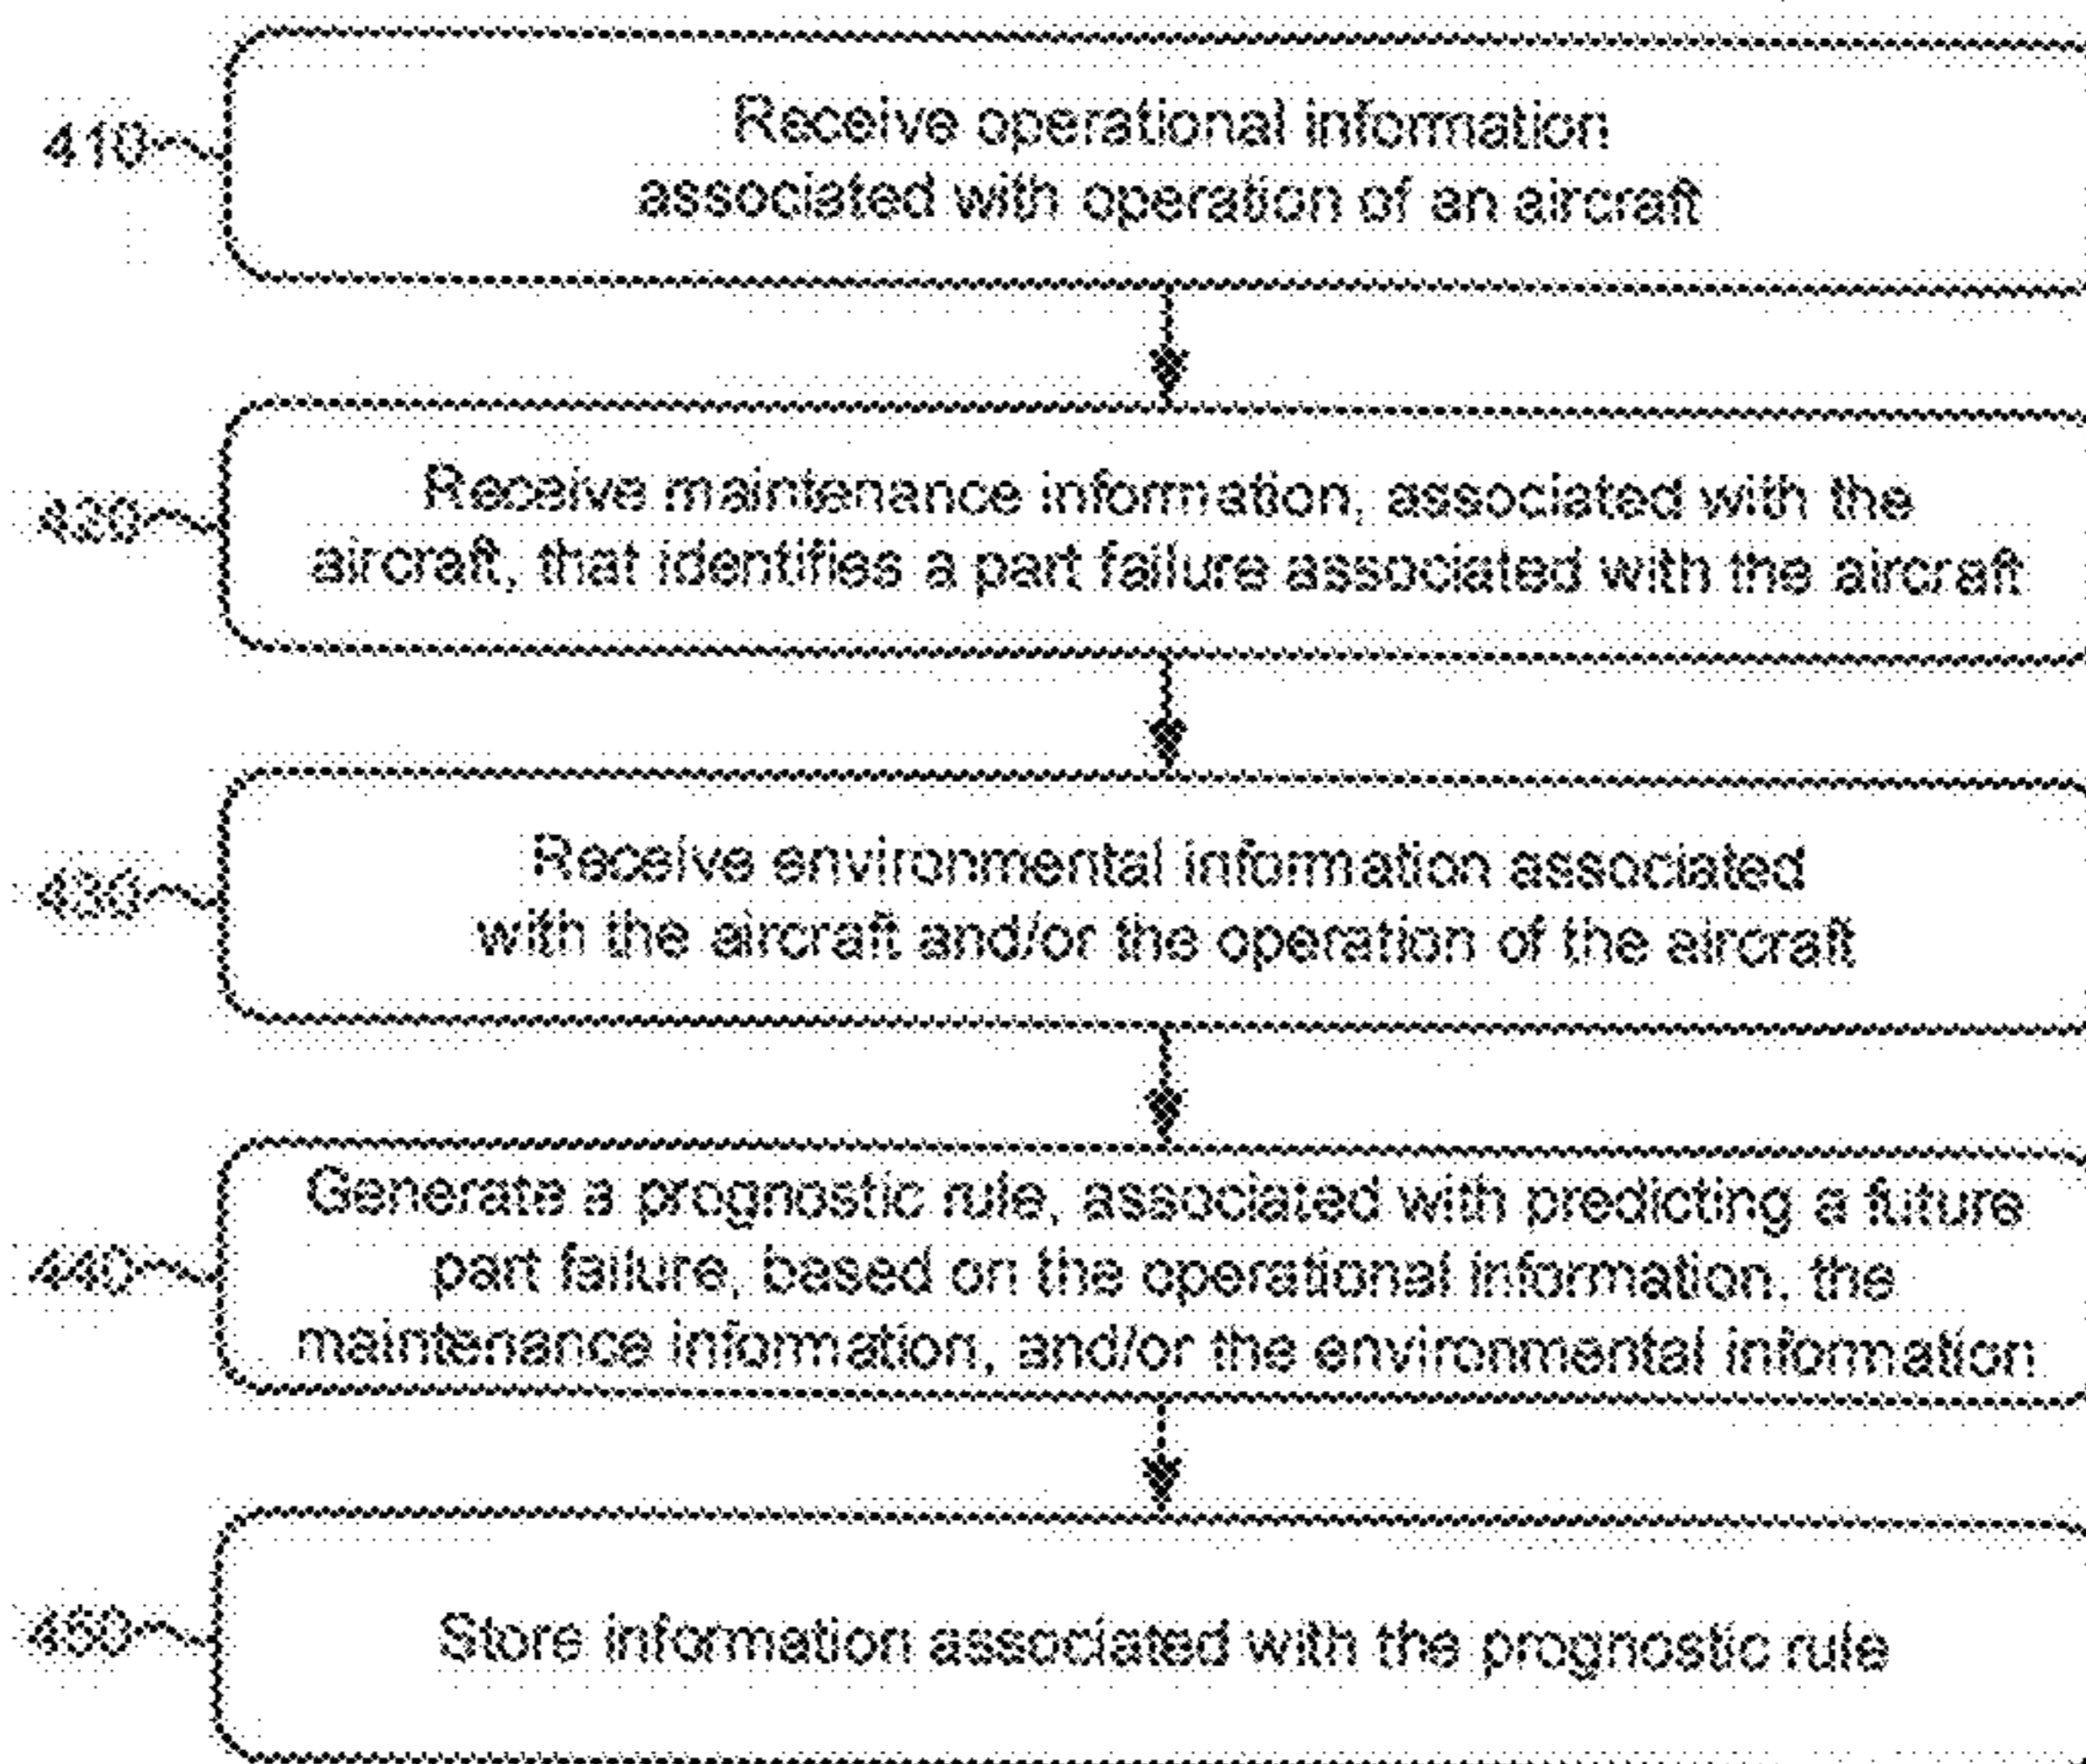 410
Receive operational information
associated with operation of an aircraft
420
Receive maintenance information, associated with the
aircraft, that identifies a part failure associated with the aircraft
430
Receive environmental information associated
with the aircraft and/or the operation of the aircraft
440
Generate a prognostic rule, associated with predicting a future
part failure, based on the operational information, the
maintenance information, and/or the environmental information
450
Store information associated with the prognostic rule